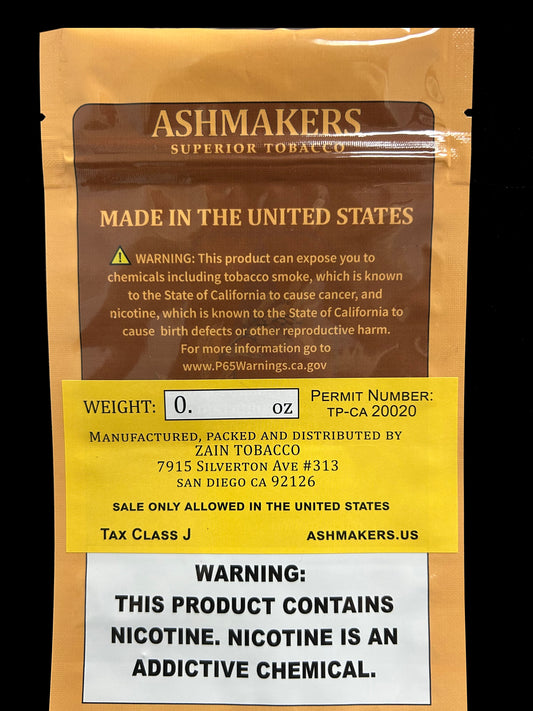 ASHMAKERS
SUPERIOR TOBACCO
MADE IN THE UNITED STATES
WARNING: This product can expose you to
chemicals including tobacco smoke, which is known
to the State of California to cause cancer, and
nicotine, which is known to the State of California to
cause birth defects or other reproductive harm.
For more information go to
www.P65Warnings.ca.gov
WEIGHT: 0. OZ
PERMIT NUMBER:
TP-CA 20020
MANUFACTURED, PACKED AND DISTRIBUTED BY
ZAIN TOBACCO
7915 SILVERTON AVE #313
SAN DIEGO CA 92126
SALE ONLY ALLOWED IN THE UNITED STATES
TAX CLASS J ASHMAKERS.US
WARNING:
THIS PRODUCT CONTAINS
NICOTINE. NICOTINE IS AN
ADDICTIVE CHEMICAL.